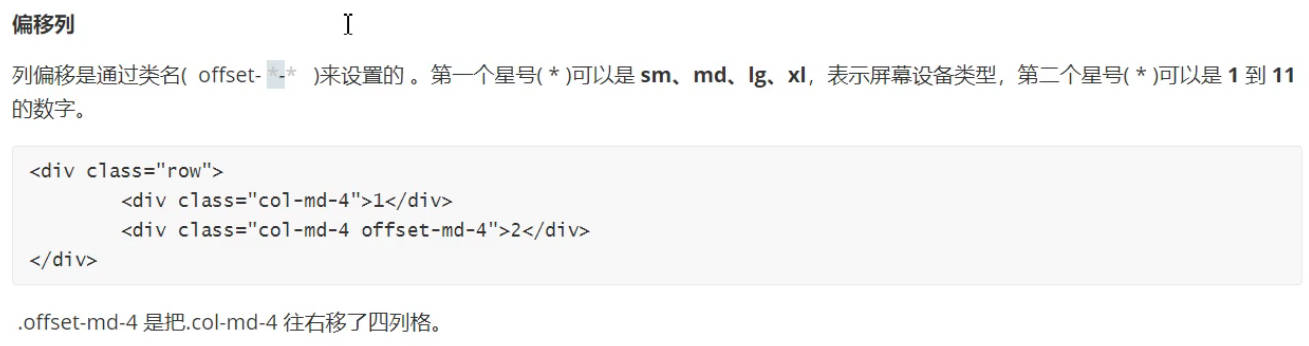 偏移列
列偏移是通过类名( offset- *-* )来设置的 。第一个星号( * )可以是 sm、md、lg、xl，表示屏幕设备类型，第二个星号( * )可以是 1 到 11
的数字。
<div class="row">
        <div class="col-md-4">1</div>
        <div class="col-md-4 offset-md-4">2</div>
</div>
.offset-md-4 是把.col-md-4 往右移了四列格。